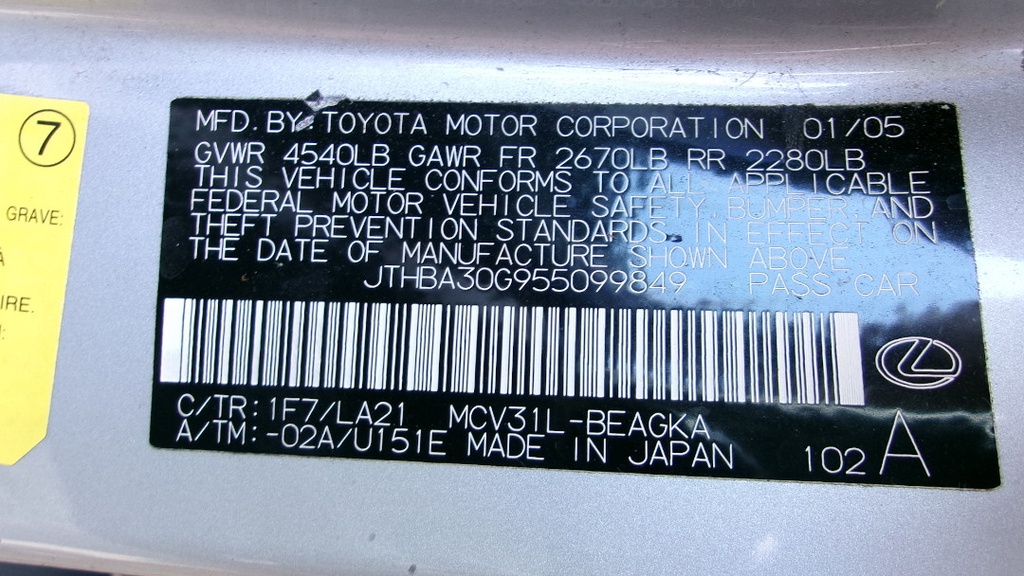 7
GRAVE:
A
IRE.
MFD. BY TOYOTA MOTOR CORPORATION 01/05
GVWR 4540LB GAWR FR 2670LB RR 2280LB
THIS VEHICLE CONFORMS TO ALL APPLICABLE
FEDERAL MOTOR VEHICLE SAFETY, BUMPER, AND
THEFT PREVENTION STANDARDS IN EFFECT ON
THE DATE OF MANUFACTURE SHOWN ABOVE.
JTHBA30G955099849 PASS CAR
C/TR: 1F7/LA21 MCV31L-BEAGKA
A/TM: -02A/U151E MADE IN JAPAN
102 A